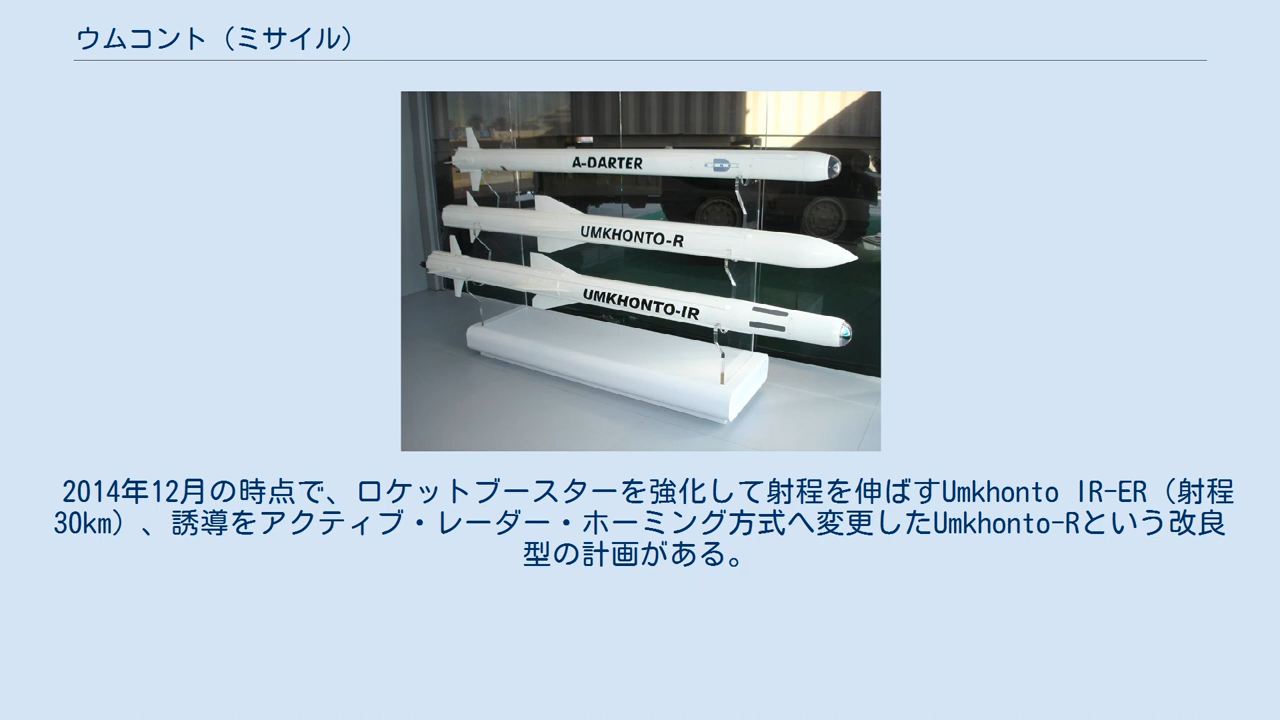 ウムコント（ミサイル）
A-DARTER
UMKHONTO-R
UMKHONTO-IR
2014年12月の時点で、ロケットブースターを強化して射程を伸ばすUmkhonto IR-ER（射程
30km）、誘導をアクティブ・レーダー・ホーミング方式へ変更したUmkhonto-Rという改良
型の計画がある。